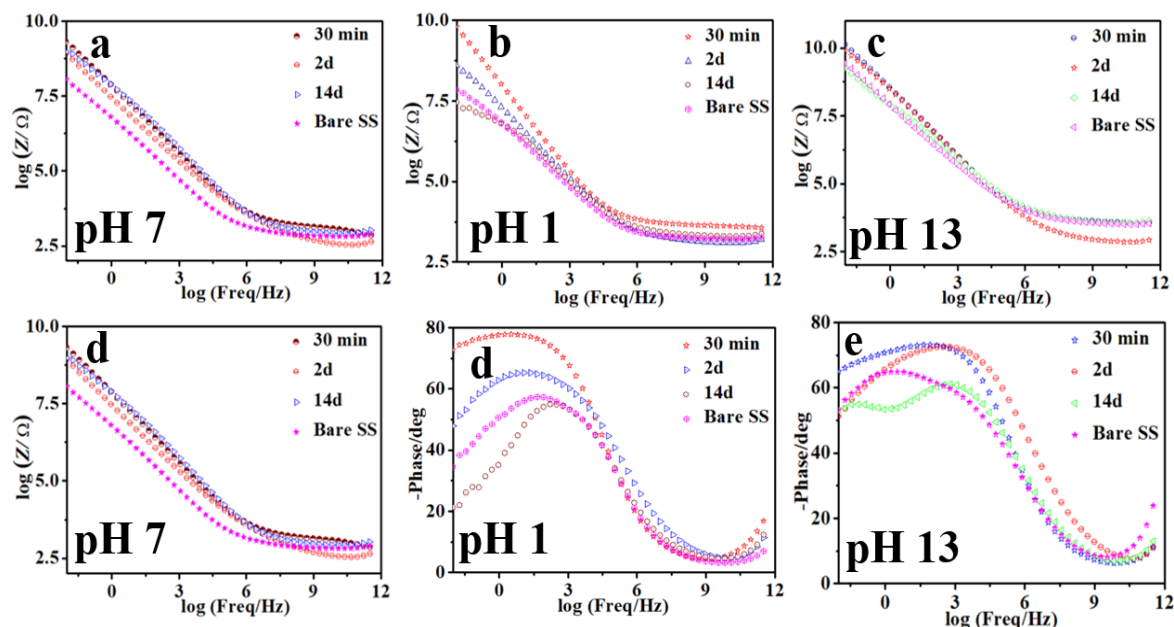 10.0
7.5
5.0
2.5
log (Z/ Ω)
a
30 min
2d
14d
Bare SS
pH 7
0 3 6 9 12
log (Freq/Hz)
10.0
7.5
5.0
2.5
log (Z/ Ω)
b
30 min
2d
14d
Bare SS
pH 1
0 3 6 9 12
log (Freq/Hz)
10.0
7.5
5.0
2.5
log (Z/ Ω)
c
30 min
2d
14d
Bare SS
pH 13
0 3 6 9 12
log (Freq/Hz)
10.0
7.5
5.0
2.5
log (Z/ Ω)
d
30 min
2d
14d
Bare SS
pH 7
0 3 6 9 12
log (Freq/Hz)
80
60
40
20
0
-Phase/deg
d
30 min
2d
14d
Bare SS
pH 1
0 3 6 9 12
log (Freq/Hz)
80
60
40
20
0
-Phase/deg
e
30 min
2d
14d
Bare SS
pH 13
0 3 6 9 12
log (Freq/Hz)